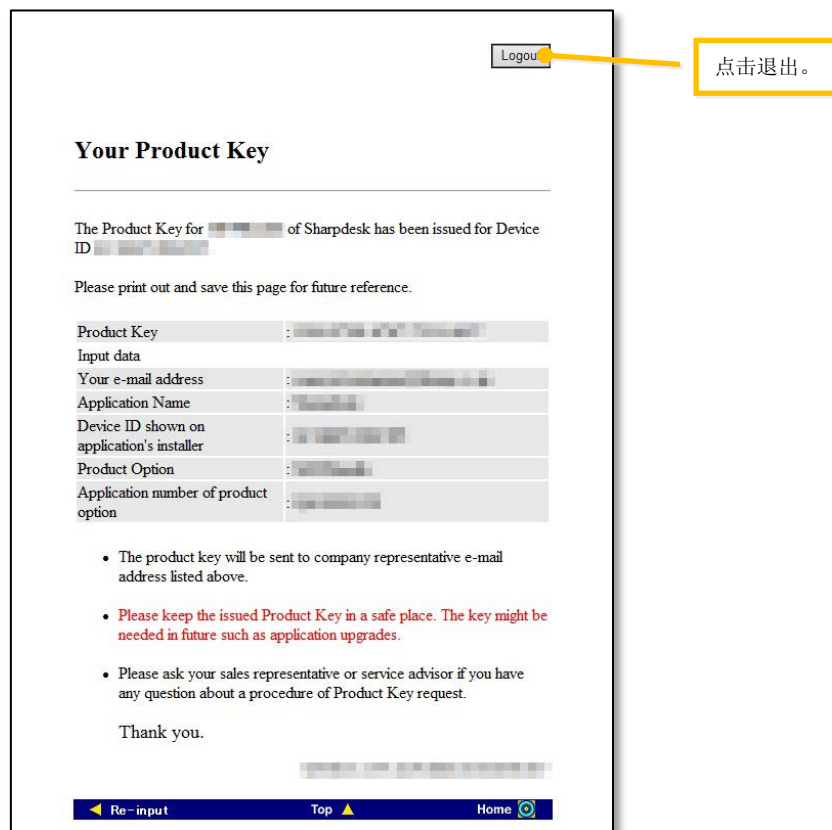 Logou
点击退出。
Your Product Key
The Product Key for of Sharpdesk has been issued for Device
ID
Please print out and save this page for future reference.
Product Key :
Input data
Your e-mail address :
Application Name :
Device ID shown on
application's installer :
Product Option :
Application number of product
option :
• The product key will be sent to company representative e-mail
address listed above.
• Please keep the issued Product Key in a safe place. The key might be
needed in future such as application upgrades.
• Please ask your sales representative or service advisor if you have
any question about a procedure of Product Key request.
Thank you.
Re-input Top Home